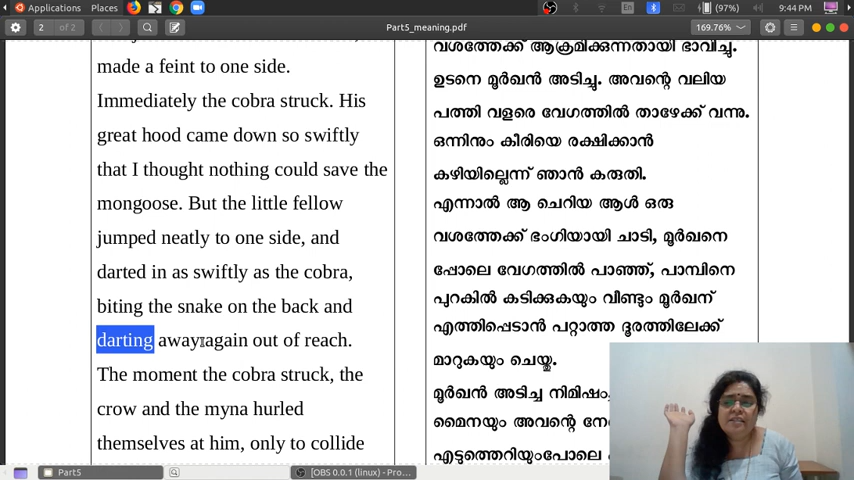 Applications Places En (97%) 9:44 PM
2 of 2 Part5_meaning.pdf 169.76%
made a feint to one side.
Immediately the cobra struck. His
great hood came down so swiftly
that I thought nothing could save the
mongoose. But the little fellow
jumped neatly to one side, and
darted in as swiftly as the cobra,
biting the snake on the back and
darting away again out of reach.
The moment the cobra struck, the
crow and the myna hurled
themselves at him, only to collide
വശത്തേക്ക് ആക്രമിക്കുന്നതായി ഭാവിച്ചു.
ഉടനെ മൂർഖൻ അടിച്ചു. അവന്റെ വലിയ
പത്തി വളരെ വേഗത്തിൽ താഴേക്ക് വന്നു.
ഒന്നിനും കീരിയെ രക്ഷിക്കാൻ
കഴിയില്ലെന്ന് ഞാൻ കരുതി.
എന്നാൽ ആ ചെറിയ ആൾ ഒരു
വശത്തേക്ക് ഭംഗിയായി ചാടി, മൂർഖനെ
പ്പോലെ വേഗത്തിൽ പാഞ്ഞ്, പാമ്പിനെ
പുറകിൽ കടിക്കുകയും വീണ്ടും മൂർഖന്
എത്തിപ്പെടാൻ പറ്റാത്ത ദൂരത്തിലേക്ക്
മാറുകയും ചെയ്തു.
മൂർഖൻ അടിച്ച
മൈനയും അവന്റെ
എടുത്തെറിയുംപോലെ
Part5 [OBS 0.0.1 (linux) - Pro...